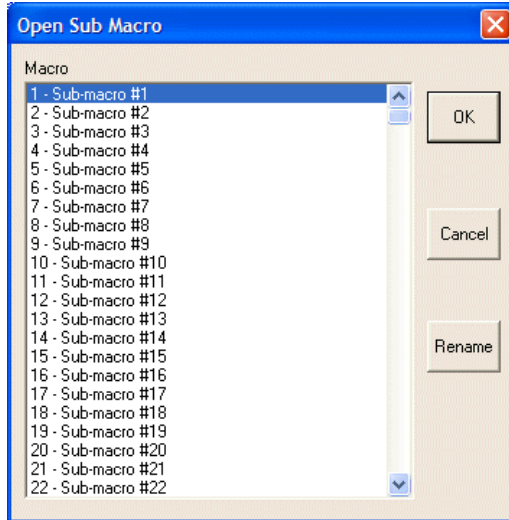 Open Sub Macro
Macro
1 - Sub-macro #1
2 - Sub-macro #2
3 - Sub-macro #3
4 - Sub-macro #4
5 - Sub-macro #5
6 - Sub-macro #6
7 - Sub-macro #7
8 - Sub-macro #8
9 - Sub-macro #9
10 - Sub-macro #10
11 - Sub-macro #11
12 - Sub-macro #12
13 - Sub-macro #13
14 - Sub-macro #14
15 - Sub-macro #15
16 - Sub-macro #16
17 - Sub-macro #17
18 - Sub-macro #18
19 - Sub-macro #19
20 - Sub-macro #20
21 - Sub-macro #21
22 - Sub-macro #22
OK
Cancel
Rename